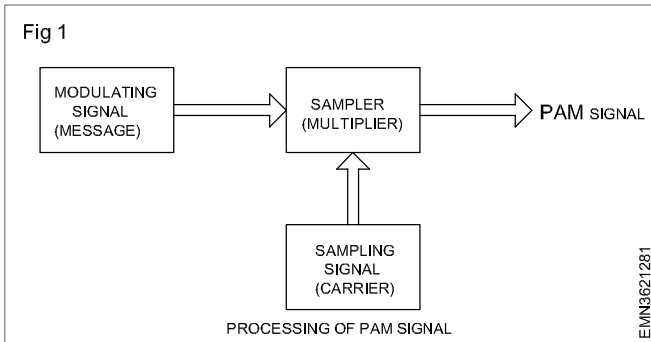 Fig 1
MODULATING
SIGNAL
(MESSAGE)
SAMPLER
(MULTIPLIER)
PAM SIGNAL
SAMPLING
SIGNAL
(CARRIER)
PROCESSING OF PAM SIGNAL
EMN3621281